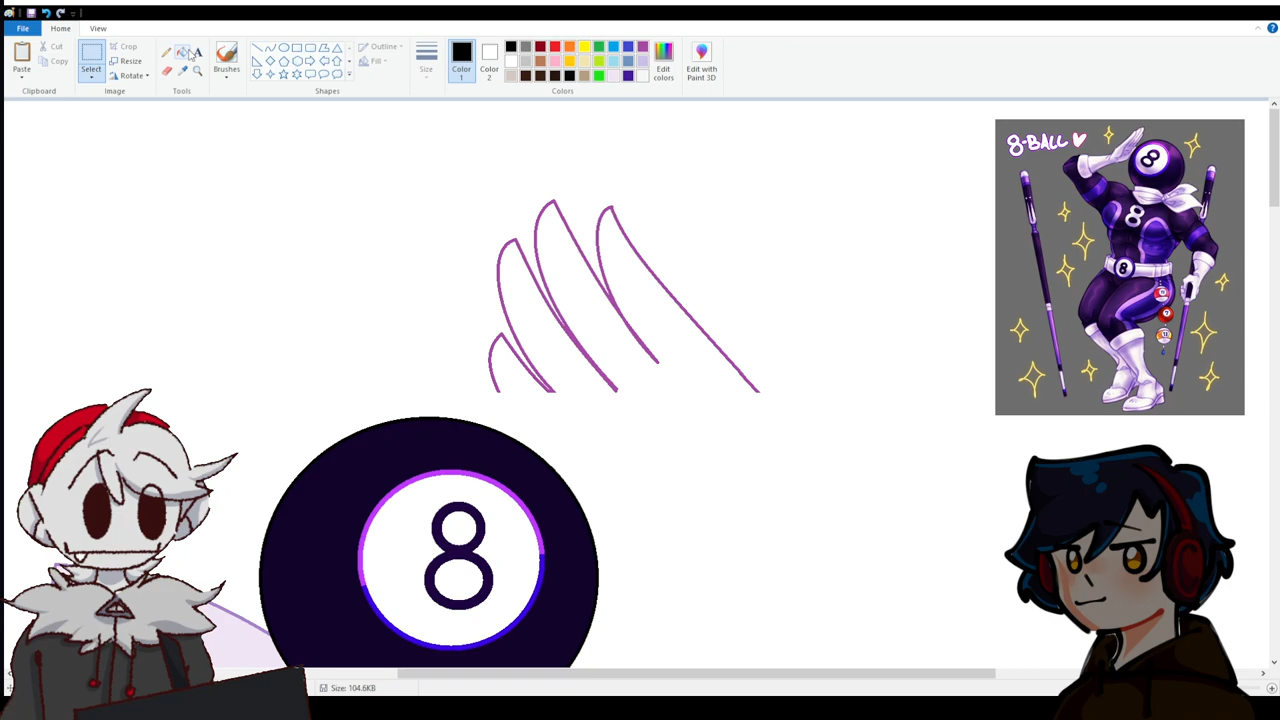 File
Home
View
Paste
Cut
Copy
Clipboard
Select
Crop
Resize
Rotate
Image
A
Tools
Brushes
Outline
Fill
Shapes
Size
Color 1
Color 2
Edit colors
Colors
Edit with Paint 3D
8-BALL
8
8
8
8
Size: 104.6KB